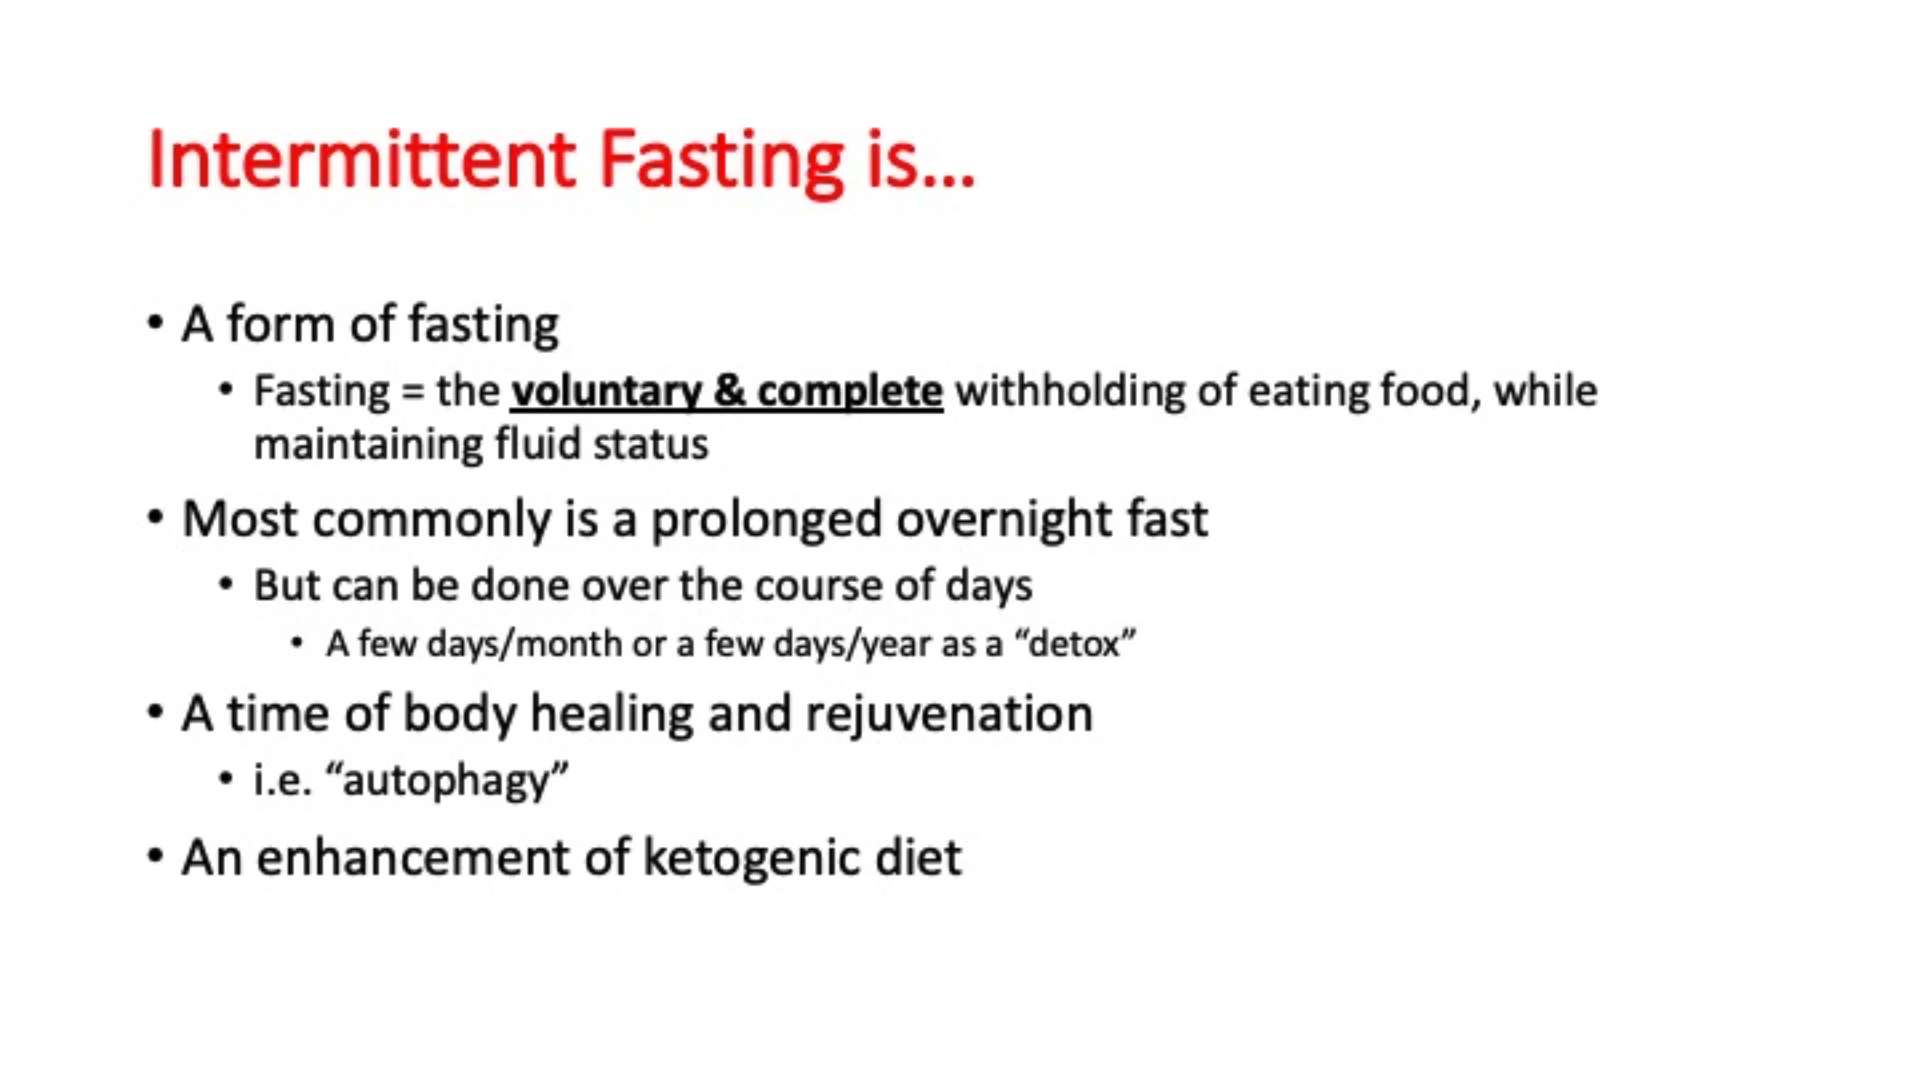 Intermittent Fasting is...
• A form of fasting
• Fasting = the voluntary & complete withholding of eating food, while
maintaining fluid status
• Most commonly is a prolonged overnight fast
• But can be done over the course of days
• A few days/month or a few days/year as a “detox”
• A time of body healing and rejuvenation
• i.e. “autophagy”
• An enhancement of ketogenic diet